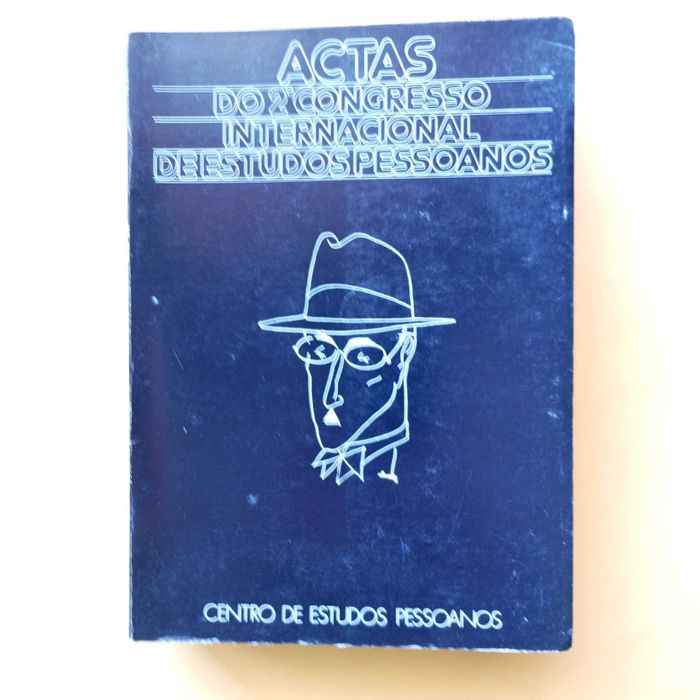 ACTAS
DO 2º CONGRESSO
INTERNACIONAL
DE ESTUDOS PESSOANOS
CENTRO DE ESTUDOS PESSOANOS